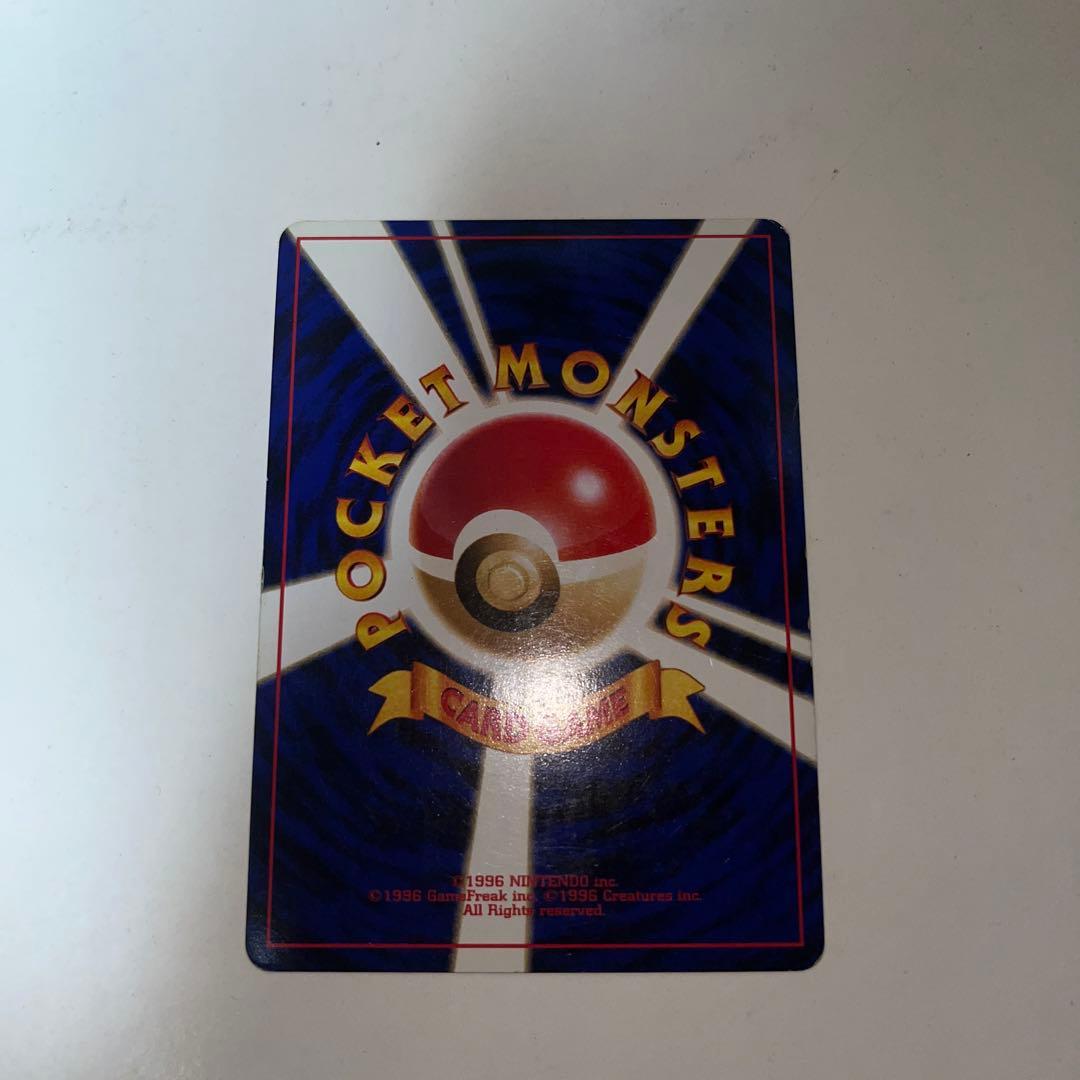 POCKET MONSTERS
CARD GAME
©1996 NINTENDO inc.
©1996 GameFreak inc. ©1996 Creatures inc.
All Rights reserved.